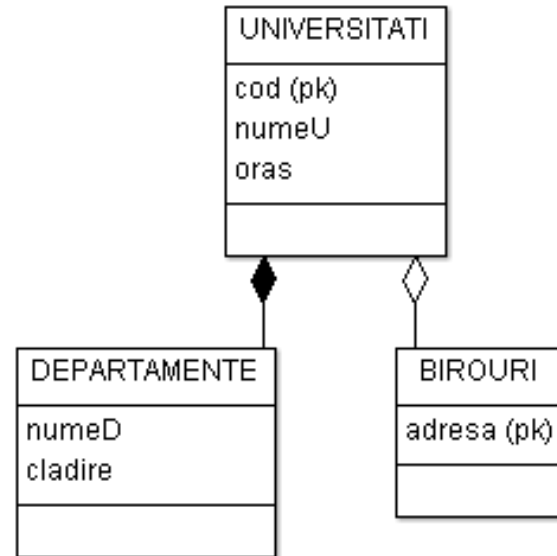 UNIVERSITATI
cod (pk)
numeU
oras
DEPARTAMENTE
numeD
cladire
BIROURI
adresa (pk)